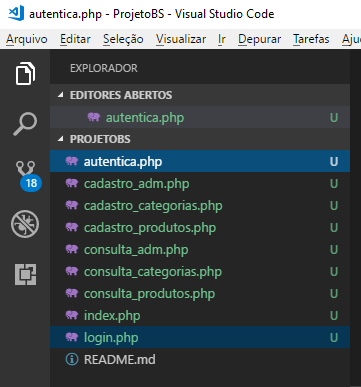 autentica.php - ProjetoBS - Visual Studio Code
Arquivo Editar Seleção Visualizar Ir Depurar Tarefas Aju
EXPLORADOR
EDITORES ABERTOS
autentica.php U
PROJETOBS
autentica.php U
cadastro_adm.php U
cadastro_categorias.php U
cadastro_produtos.php U
consulta_adm.php U
consulta_categorias.php U
consulta_produtos.php U
index.php U
login.php U
README.md
18